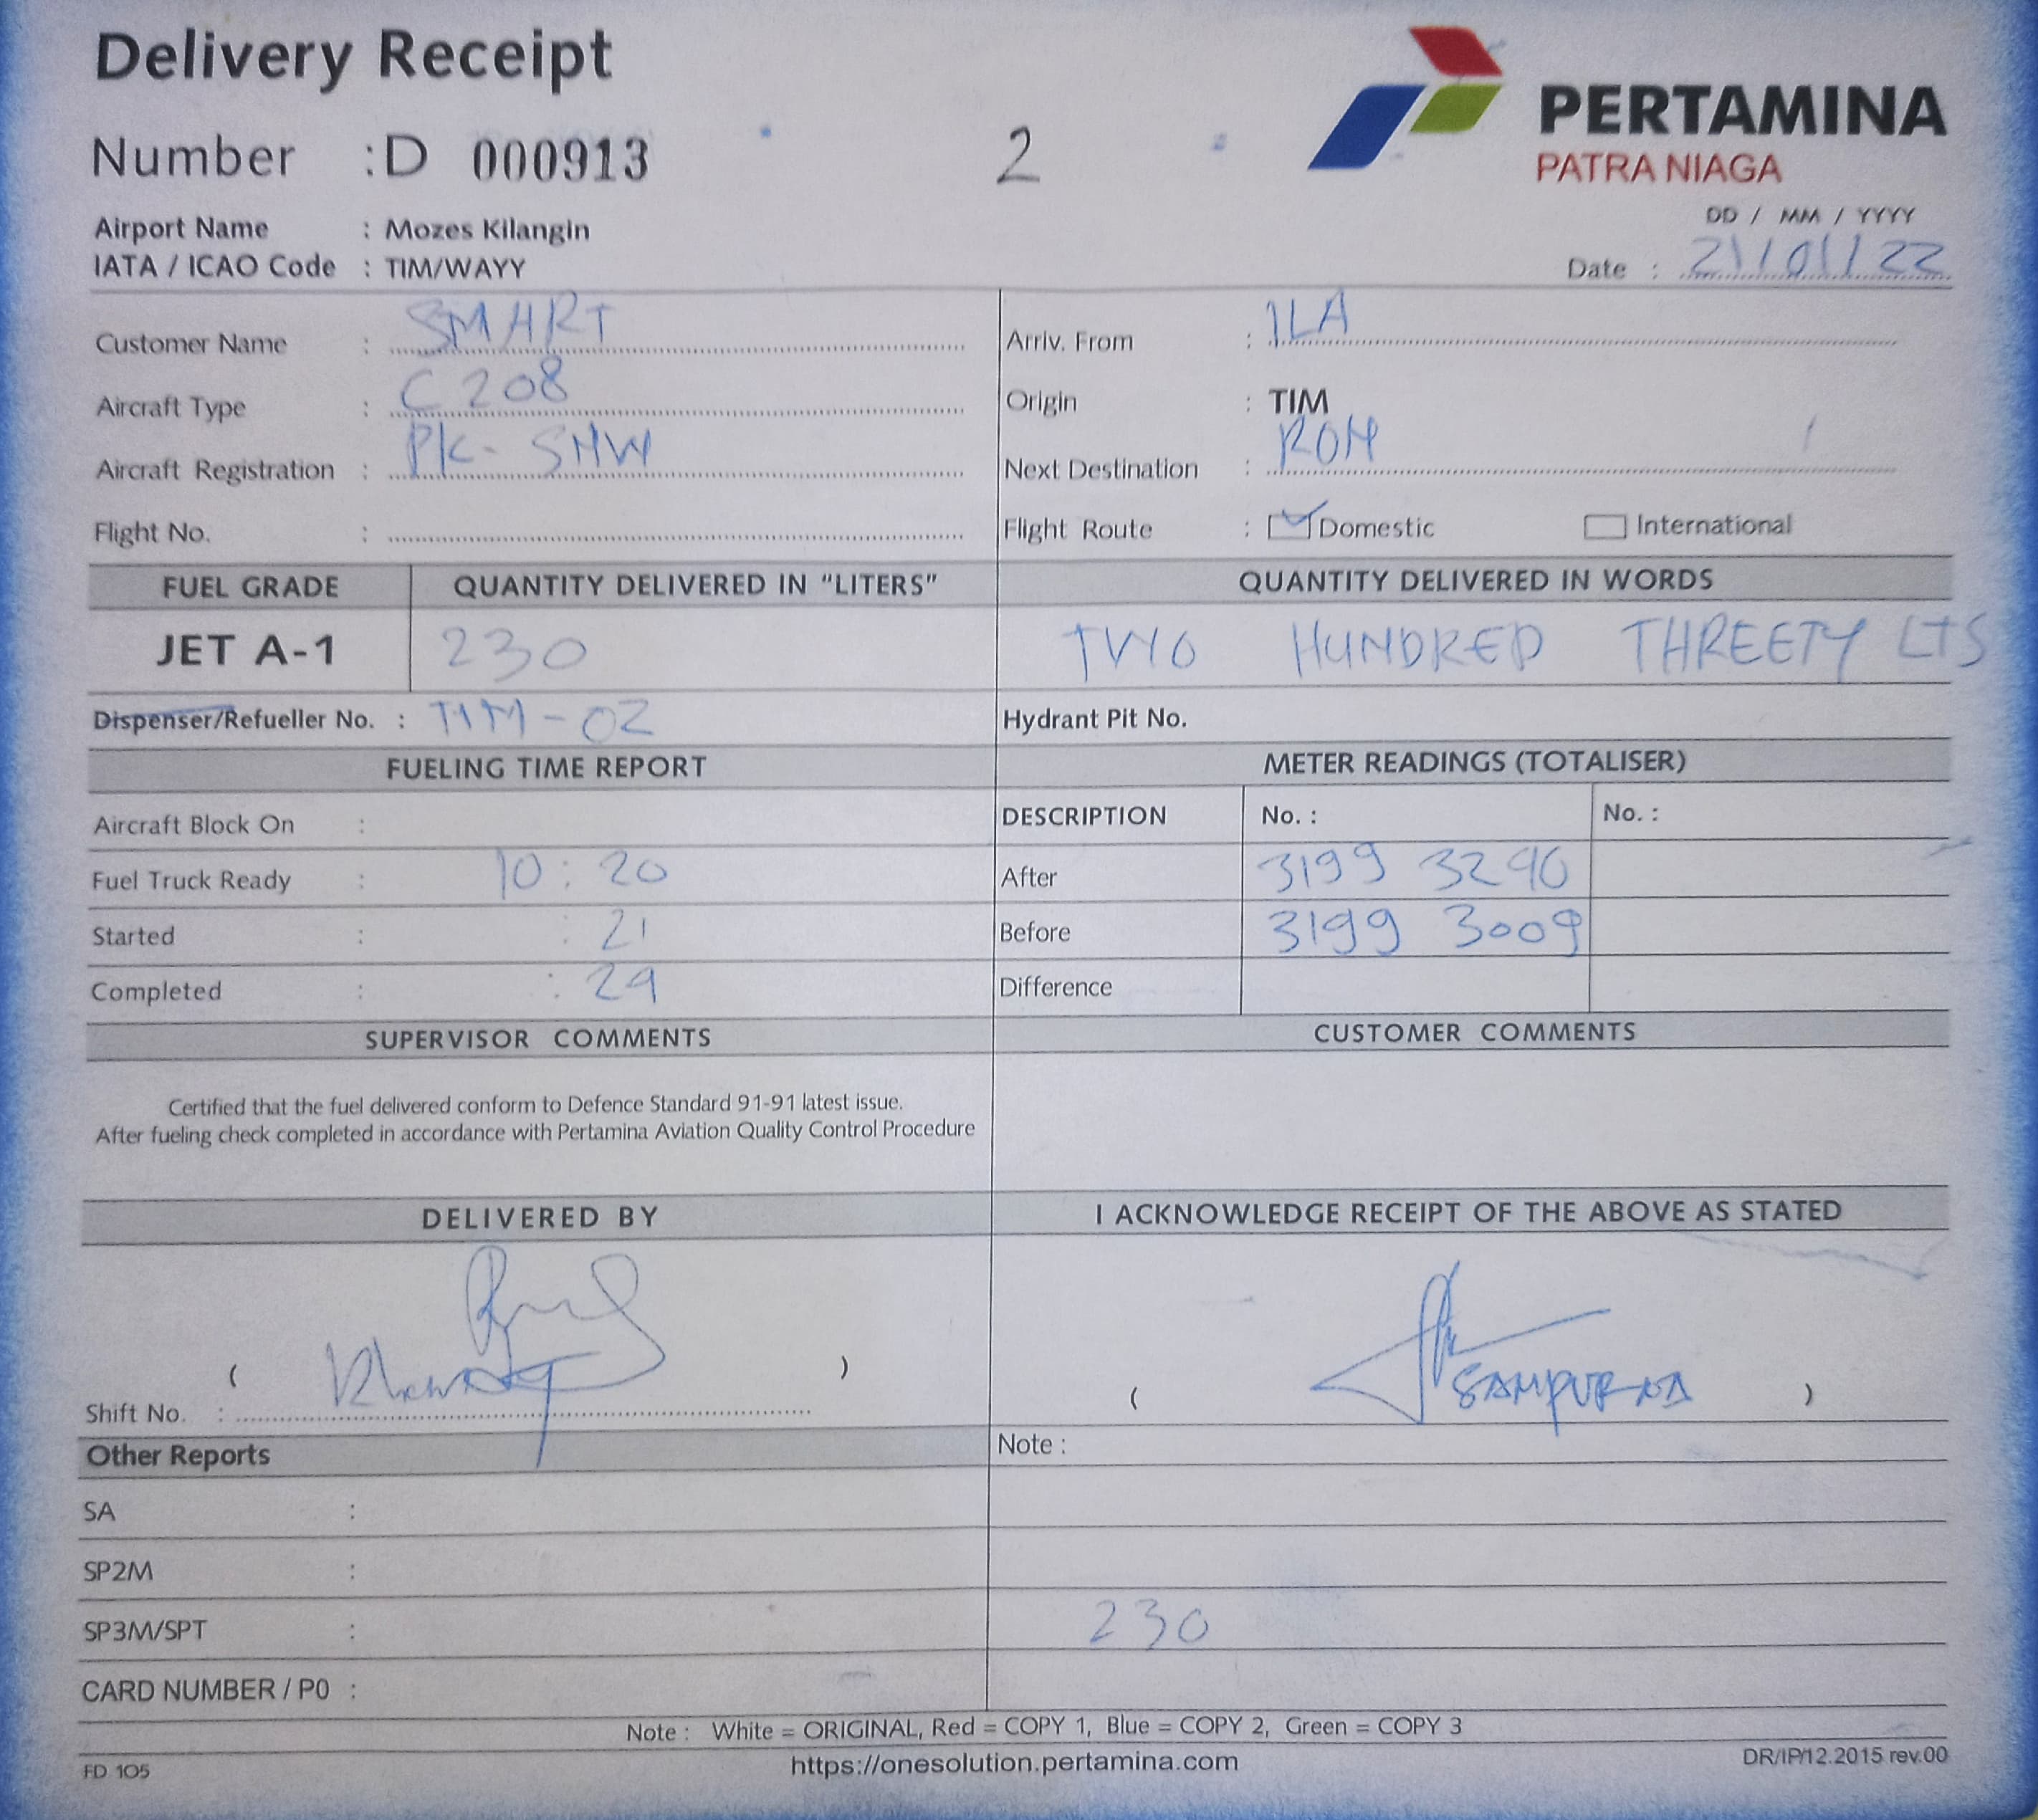 Delivery Receipt
Number : D 000913
2
PERTAMINA
PATRA NIAGA
Airport Name : Mozes Kilangin
IATA / ICAO Code : TIM/WAYY
DD / MM / YYYY
Date : 21/01/22
Customer Name : SMART
Arriv. From : ILA
Aircraft Type : C 208
Origin : TIM
Aircraft Registration : PK-SNW
Next Destination :
Flight No. :
Flight Route : Domestic International
FUEL GRADE QUANTITY DELIVERED IN “LITERS” QUANTITY DELIVERED IN WORDS
JET A-1 230 TWO HUNDRED THREETY LTS
Dispenser/Refueller No. : TIM-02
Hydrant Pit No.
FUELING TIME REPORT METER READINGS (TOTALISER)
Aircraft Block On :
DESCRIPTION No. : No. :
Fuel Truck Ready : 10 : 20
After 3199 3240
Started : : 21
Before 3199 3009
Completed : : 29
Difference
SUPERVISOR COMMENTS CUSTOMER COMMENTS
Certified that the fuel delivered conform to Defence Standard 91-91 latest issue.
After fueling check completed in accordance with Pertamina Aviation Quality Control Procedure
DELIVERED BY I ACKNOWLEDGE RECEIPT OF THE ABOVE AS STATED
( )
( SAMPURNA )
Shift No. :
Other Reports
Note :
SA :
SP2M :
SP3M/SPT :
230
CARD NUMBER / P0 :
Note : White = ORIGINAL, Red = COPY 1, Blue = COPY 2, Green = COPY 3
FD 105
https://onesolution.pertamina.com
DR/IP/12.2015 rev.00